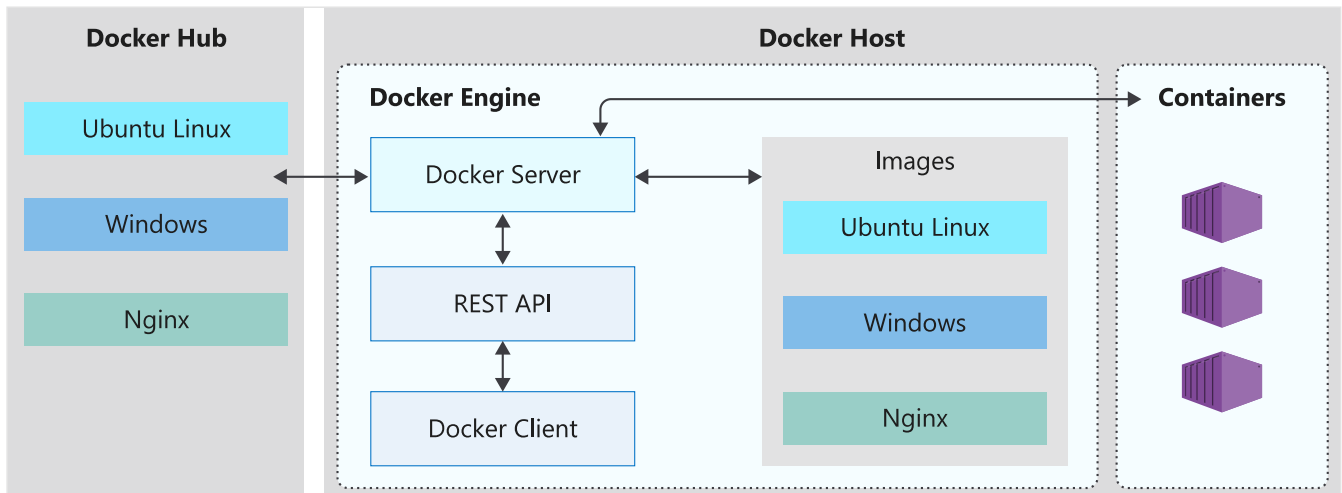 Docker Hub
Ubuntu Linux
Windows
Nginx
Docker Host
Docker Engine
Docker Server
REST API
Docker Client
Images
Ubuntu Linux
Windows
Nginx
Containers